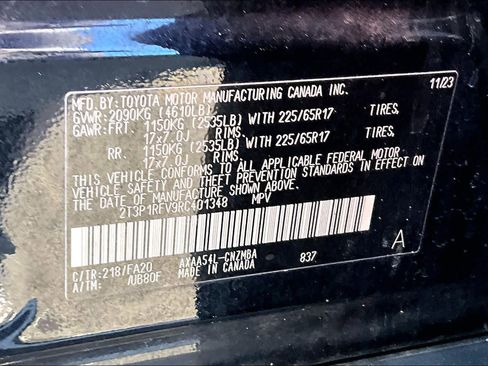 MFD.BY: TOYOTA MOTOR MANUFACTURING CANADA INC. 11/23
GVWR: 2090KG (4610LB)
GAWR: FRT. 1150KG (2535LB) WITH 225/65R17 TIRES,
17x7.0J RIMS,
RR. 1150KG (2535LB) WITH 225/65R17 TIRES,
17x7.0J RIMS,
THIS VEHICLE CONFORMS TO ALL APPLICABLE FEDERAL MOTOR
VEHICLE SAFETY AND THEFT PREVENTION STANDARDS IN EFFECT ON
THE DATE OF MANUFACTURE SHOWN ABOVE.
2T3P1RFV9RC401348 MPV
A
C/TR:218/FA20 AXAA54L-CNZMBA 837
A/TM: /UB80F MADE IN CANADA